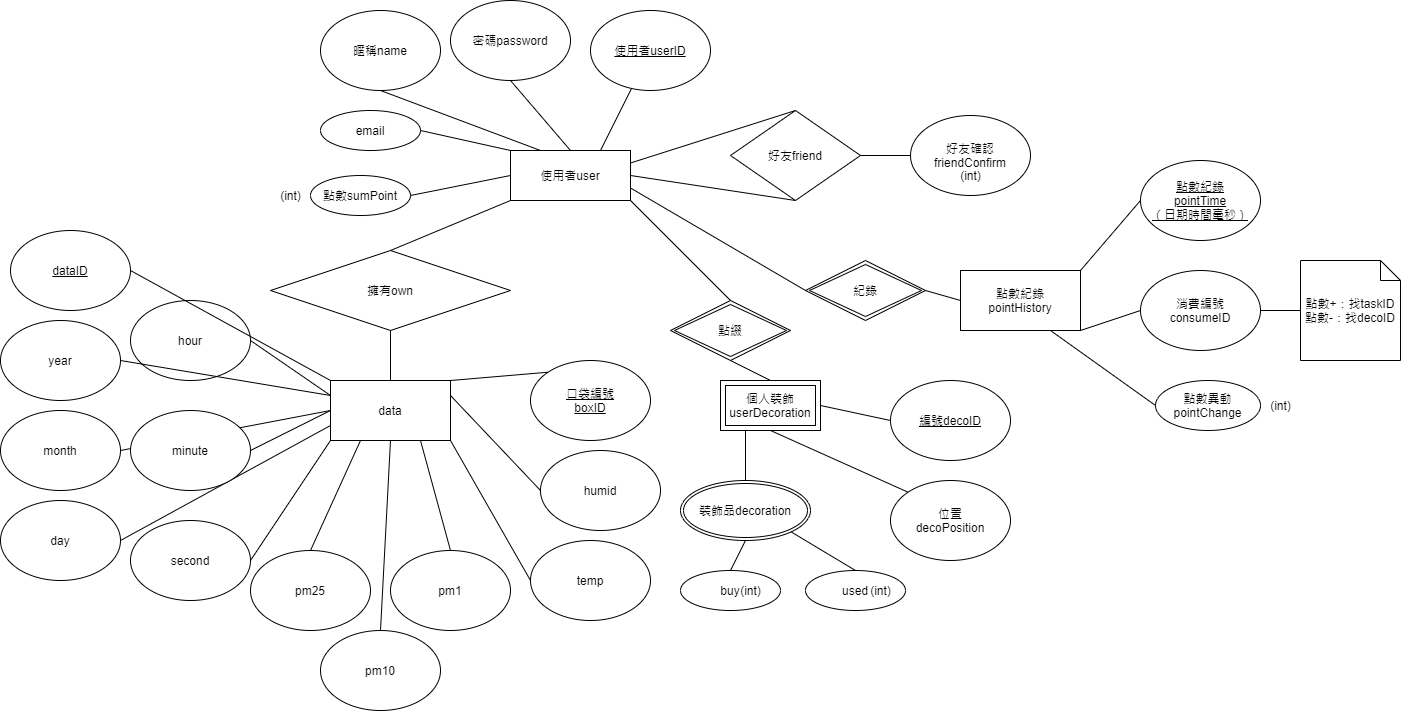 暱稱name
密碼password
使用者userID
email
(int)
點數sumPoint
使用者user
好友friend
好友確認
friendConfirm
(int)
點數紀錄
pointTime
（日期時間毫秒）
擁有own
紀錄
點數紀錄
pointHistory
消費編號
consumeID
點數+：找taskID
點數-：找decoID
點數異動
pointChange
(int)
點綴
個人裝飾
userDecoration
編號decoID
位置
decoPosition
裝飾品decoration
buy(int)
used (int)
dataID
hour
year
data
口袋編號
boxID
month
minute
humid
day
second
pm25
pm1
temp
pm10